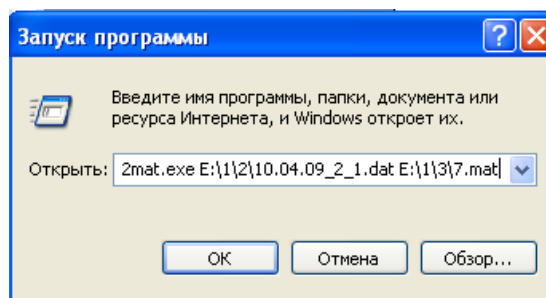 Запуск программы
Введите имя программы, папки, документа или
ресурса Интернета, и Windows откроет их.
Открыть: 2mat.exe E:\1\2\10.04.09_2_1.dat E:\1\3\7.mat
ОК Отмена Обзор...